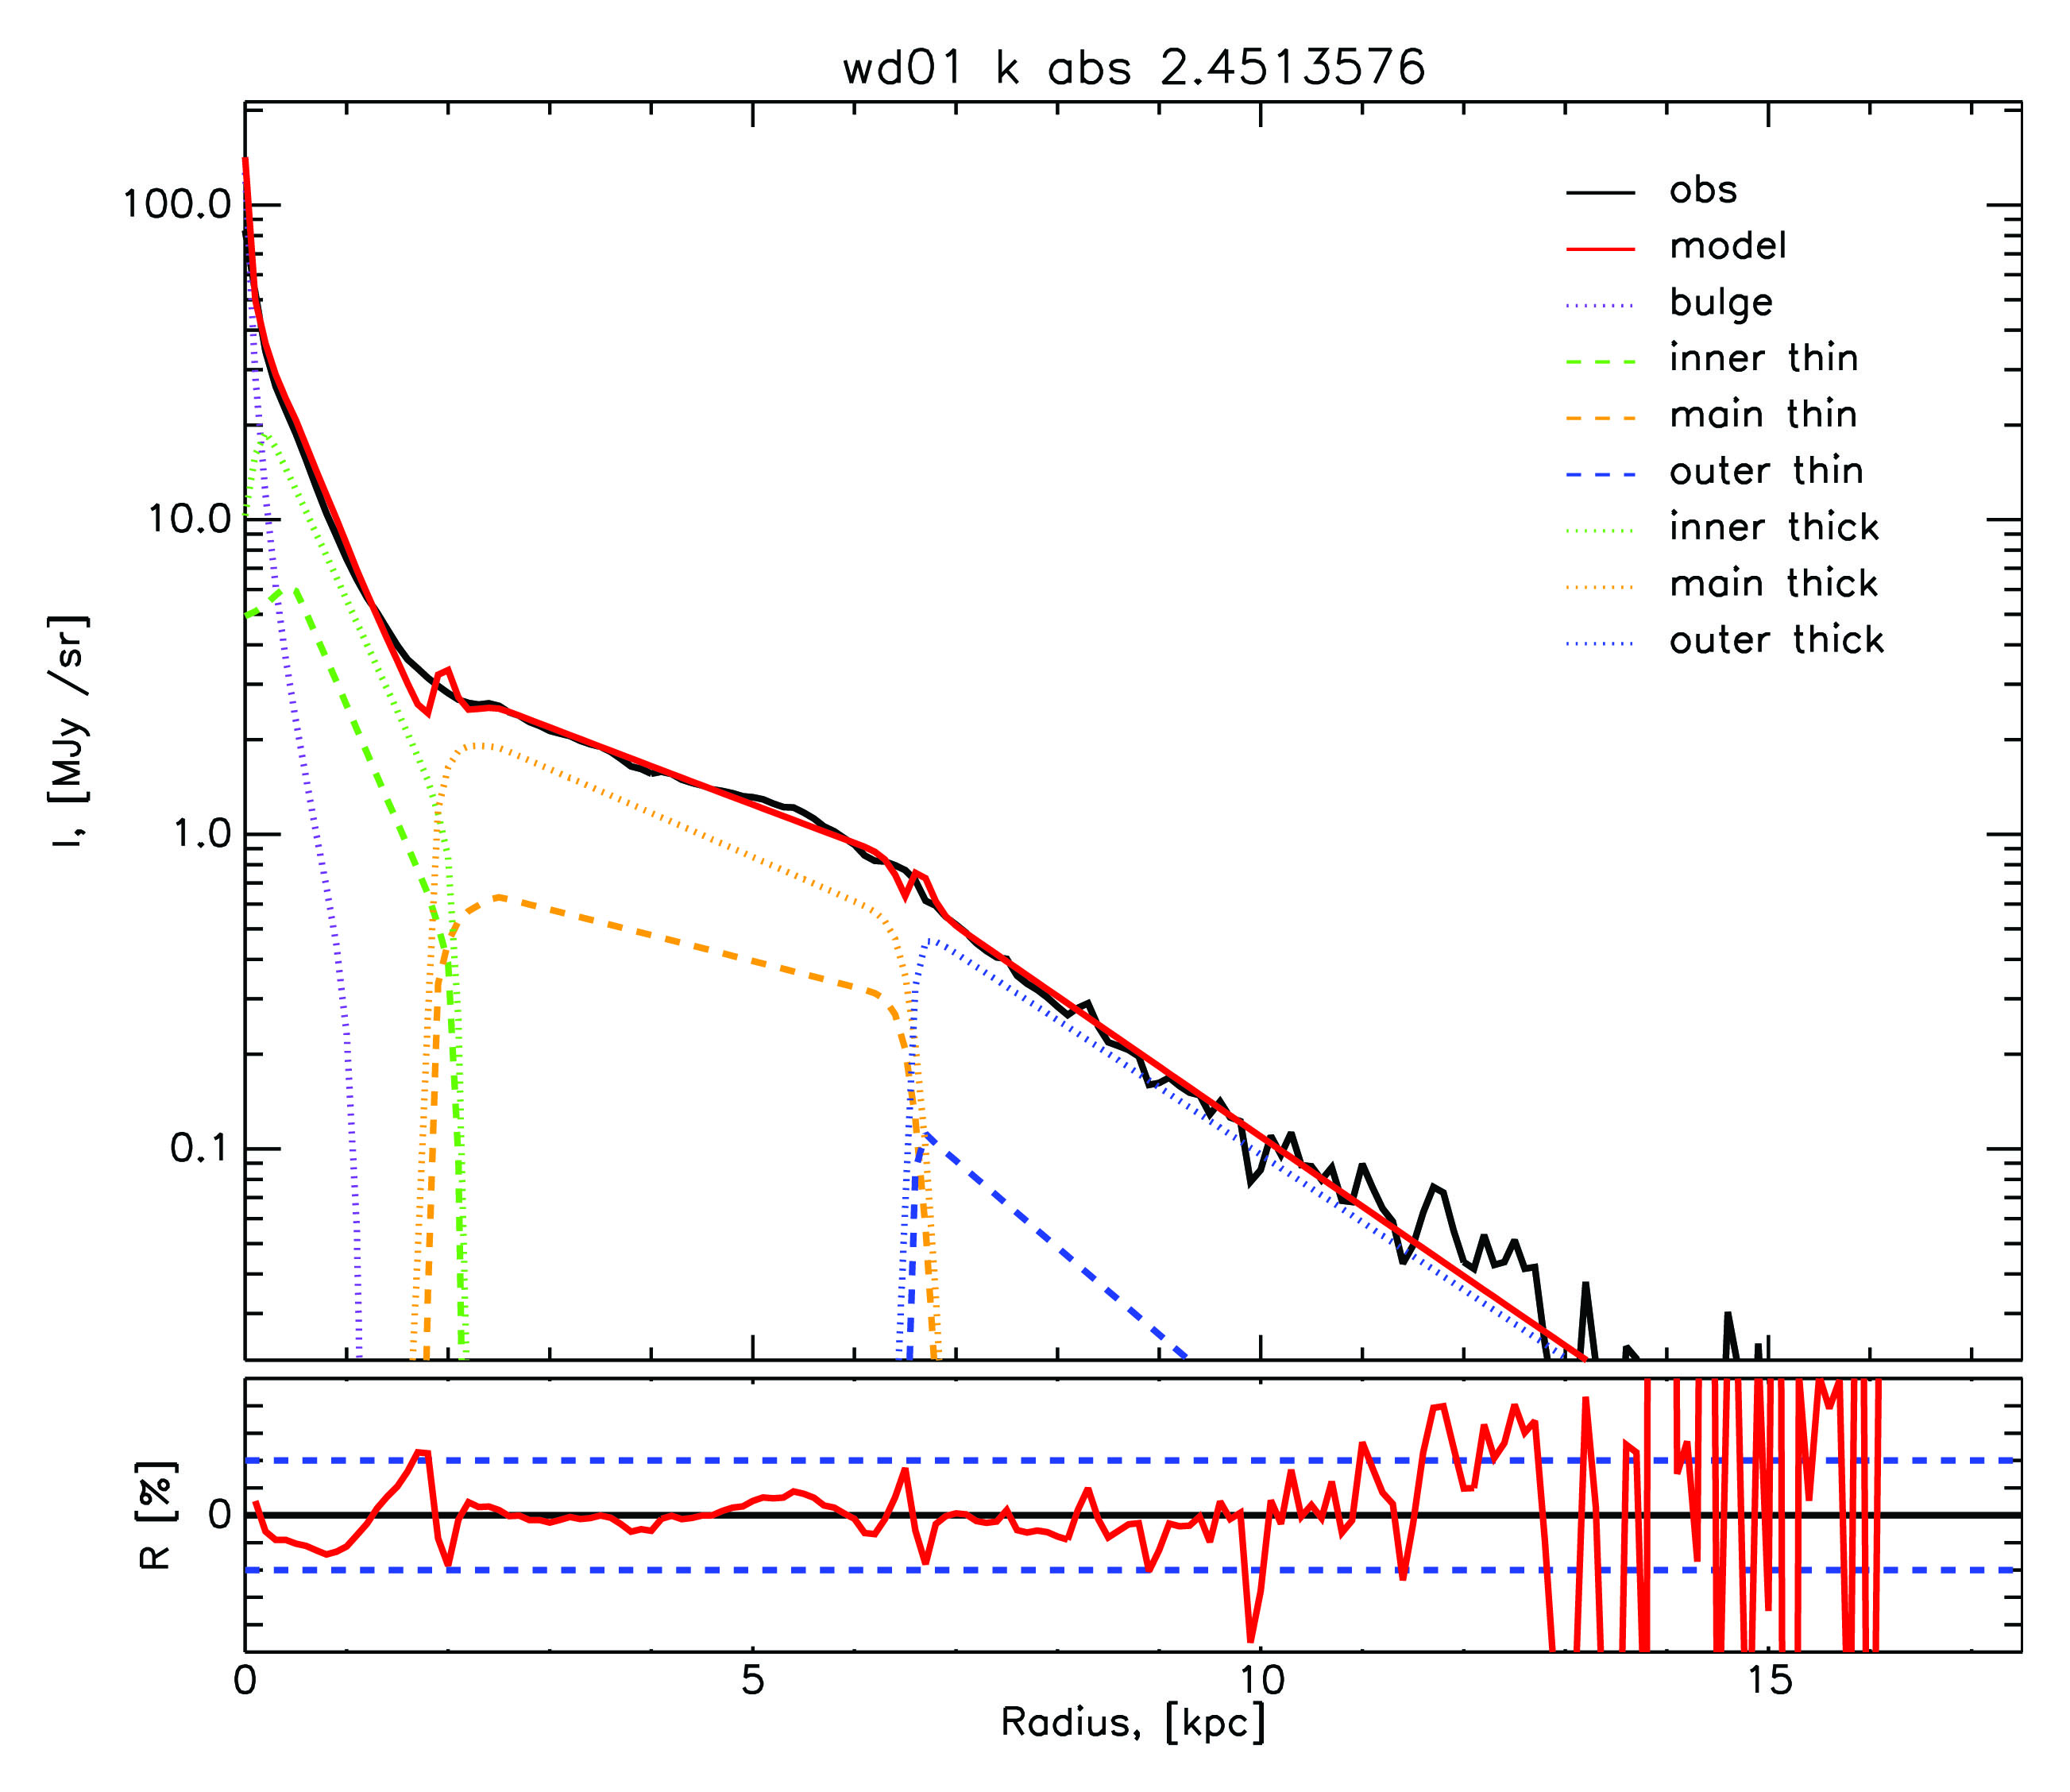 wd01 k abs 2.4513576
I, [MJy /sr]
100.0
10.0
1.0
0.1
obs
model
bulge
inner thin
main thin
outer thin
inner thick
main thick
outer thick
R [%]
0
0 5 10 15
Radius, [kpc]